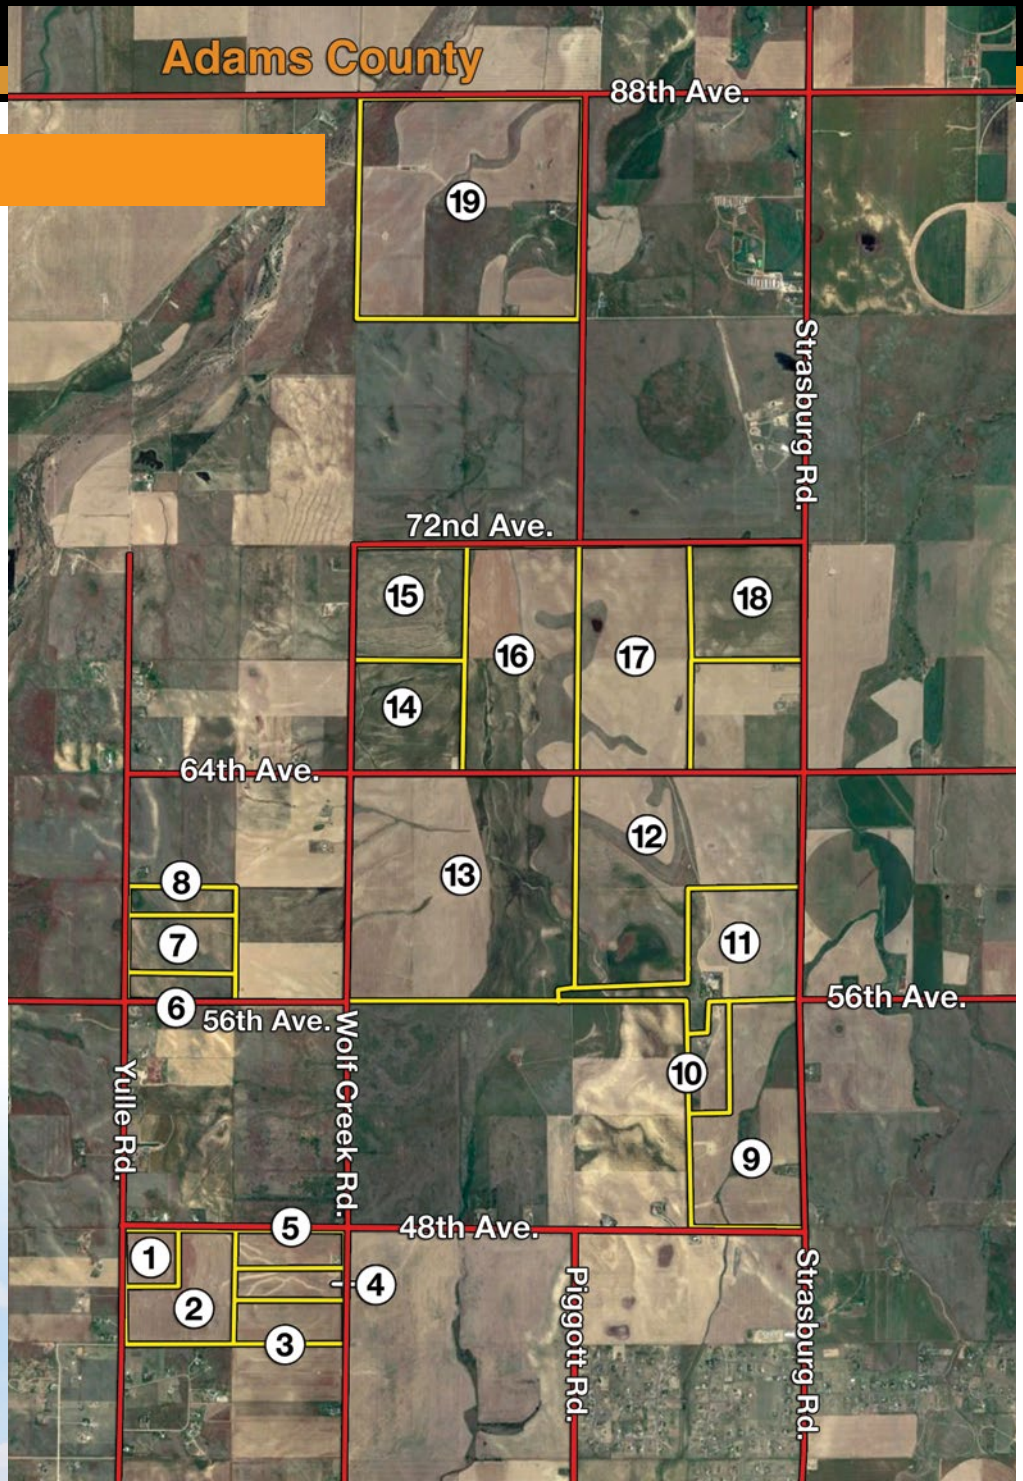 Adams County
88th Ave.
19
Strasburg Rd.
72nd Ave.
15
18
16
17
14
64th Ave.
12
13
8
11
7
6
56th Ave.
56th Ave.
Wolf Creek Rd.
Yulle Rd.
10
9
5
48th Ave.
1
4
2
3
Piggott Rd.
Strasburg Rd.